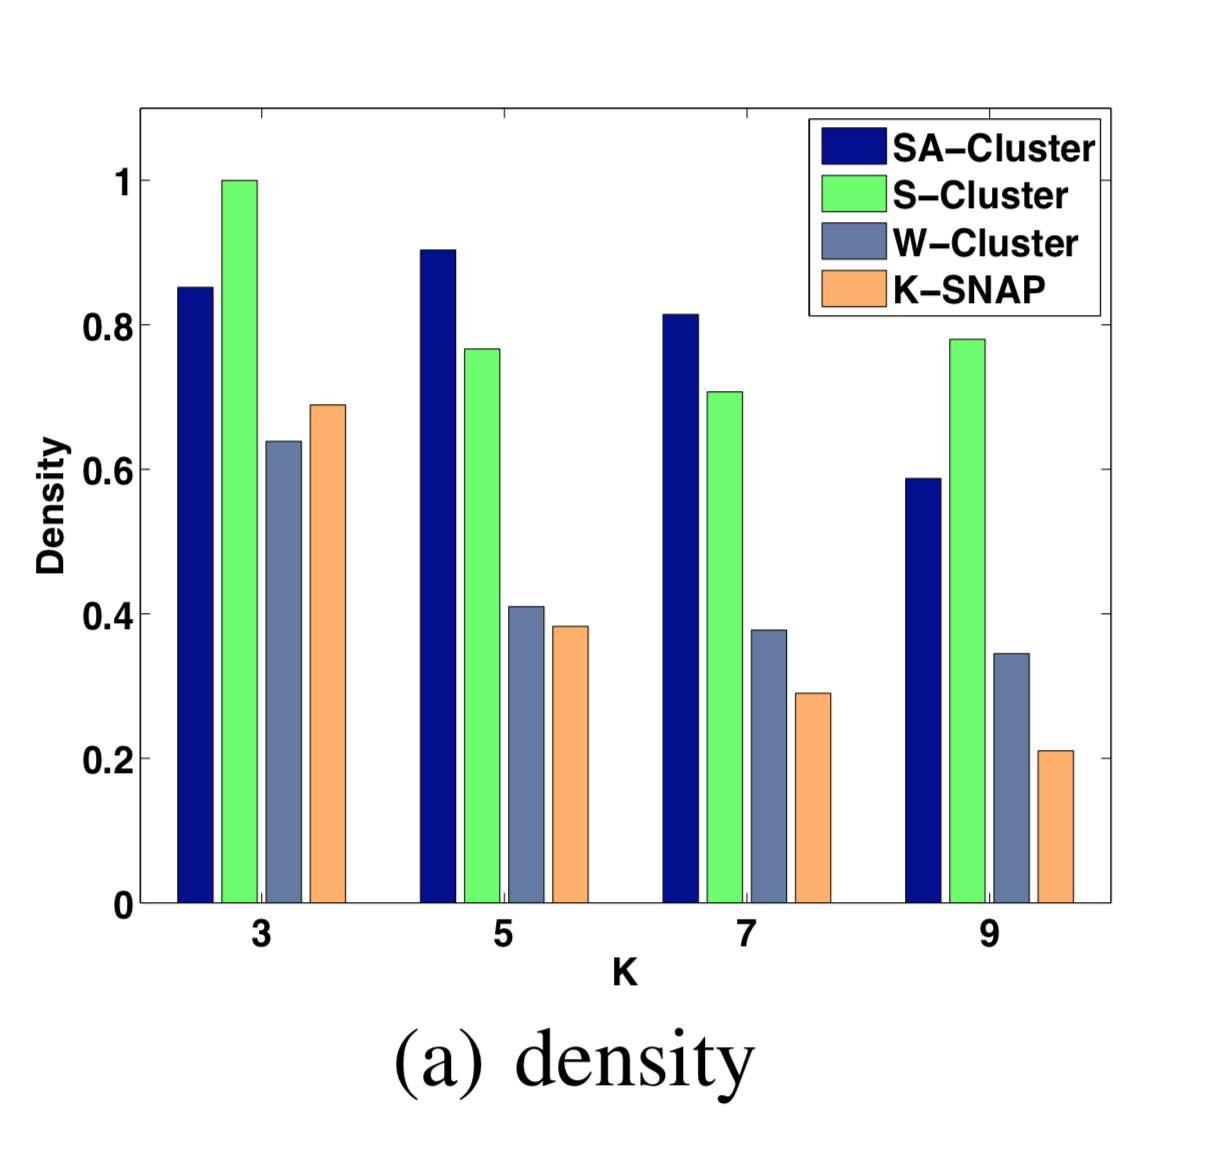 SA–Cluster
S–Cluster
W–Cluster
K–SNAP
1
0.8
0.6
0.4
0.2
0
Density
3 5 7 9
K
(a) density